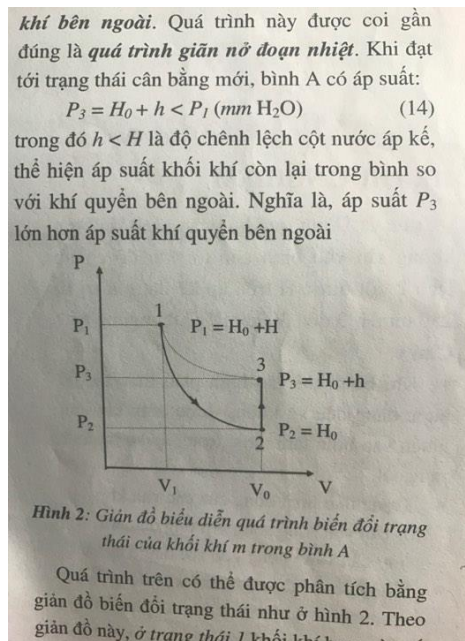 khí bên ngoài. Quá trình này được coi gần
đúng là quá trình giãn nở đoạn nhiệt. Khi đạt
tới trạng thái cân bằng mới, bình A có áp suất:
P₃ = H₀ + h < P₁ (mm H₂O) (14)
trong đó h < H là độ chênh lệch cột nước áp kế,
thể hiện áp suất khối khí còn lại trong bình so
với khí quyển bên ngoài. Nghĩa là, áp suất P₃
lớn hơn áp suất khí quyển bên ngoài
P
1
P₁ P₁ = H₀ +H
3
P₃ P₃ = H₀ +h
P₂ P₂ = H₀
2
V₁ V₀ V
Hình 2: Giản đồ biểu diễn quá trình biến đổi trạng
thái của khối khí m trong bình A
Quá trình trên có thể được phân tích bằng
giản đồ biến đổi trạng thái như ở hình 2. Theo
giản đồ này, ở trạng thái 1 khối khí